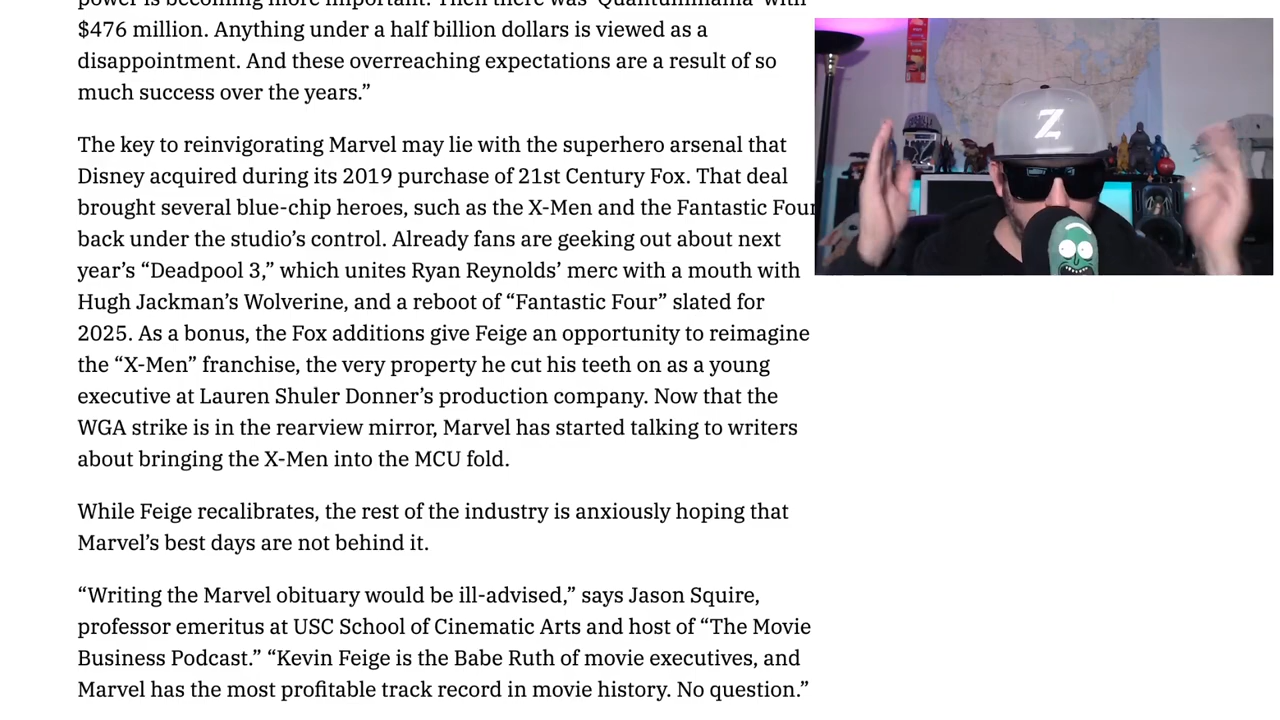 power is becoming more important. Then there was ‘Quantumania’ with
$476 million. Anything under a half billion dollars is viewed as a
disappointment. And these overreaching expectations are a result of so
much success over the years.”
The key to reinvigorating Marvel may lie with the superhero arsenal that
Disney acquired during its 2019 purchase of 21st Century Fox. That deal
brought several blue-chip heroes, such as the X-Men and the Fantastic Four
back under the studio’s control. Already fans are geeking out about next
year’s “Deadpool 3,” which unites Ryan Reynolds’ merc with a mouth with
Hugh Jackman’s Wolverine, and a reboot of “Fantastic Four” slated for
2025. As a bonus, the Fox additions give Feige an opportunity to reimagine
the “X-Men” franchise, the very property he cut his teeth on as a young
executive at Lauren Shuler Donner’s production company. Now that the
WGA strike is in the rearview mirror, Marvel has started talking to writers
about bringing the X-Men into the MCU fold.
While Feige recalibrates, the rest of the industry is anxiously hoping that
Marvel’s best days are not behind it.
“Writing the Marvel obituary would be ill-advised,” says Jason Squire,
professor emeritus at USC School of Cinematic Arts and host of “The Movie
Business Podcast.” “Kevin Feige is the Babe Ruth of movie executives, and
Marvel has the most profitable track record in movie history. No question.”
Z